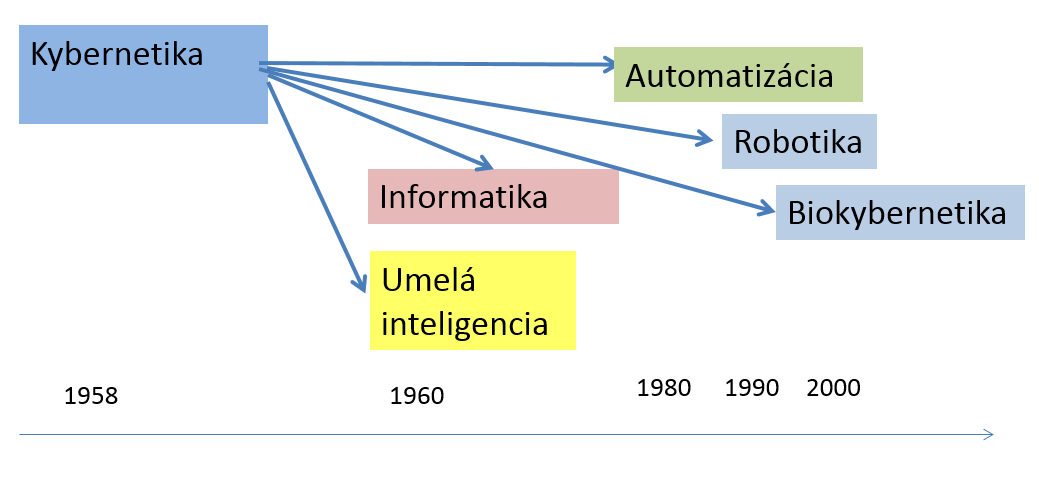 Kybernetika
Automatizácia
Robotika
Informatika
Biokybernetika
Umelá
inteligencia
1958
1960
1980
1990
2000